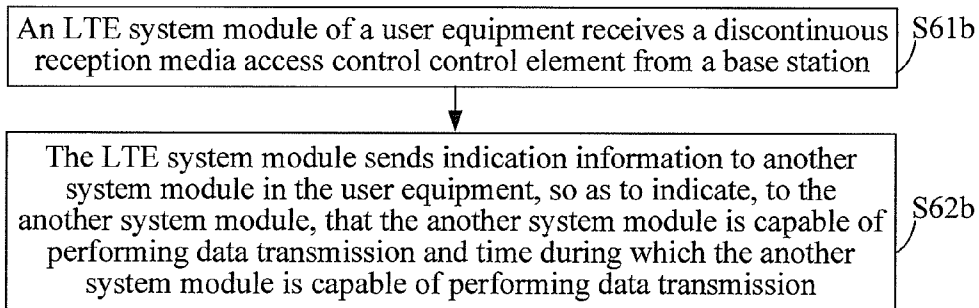 An LTE system module of a user equipment receives a discontinuous
reception media access control control element from a base station
S61b
The LTE system module sends indication information to another
system module in the user equipment, so as to indicate, to the
another system module, that the another system module is capable of
performing data transmission and time during which the another
system module is capable of performing data transmission
S62b